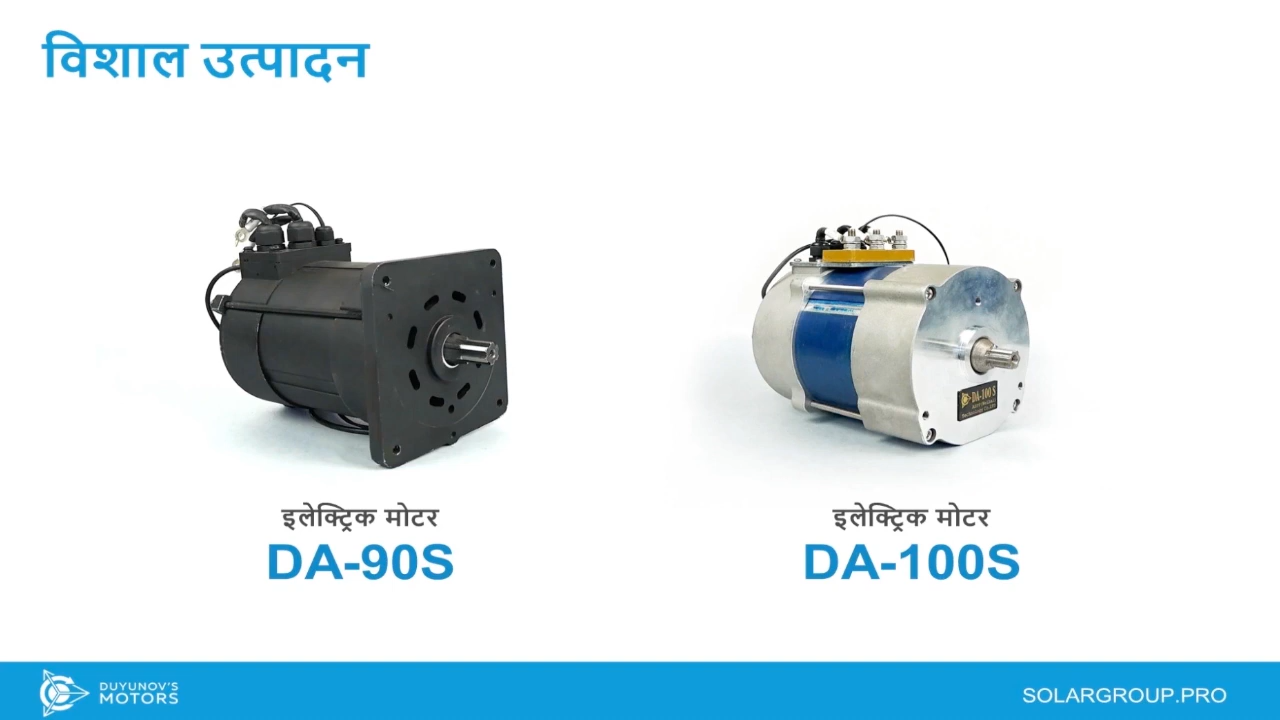 विशाल उत्पादन
DA-100 S
इलेक्ट्रिक मोटर
DA-90S
इलेक्ट्रिक मोटर
DA-100S
DUYUNOV'S
MOTORS
SOLARGROUP.PRO